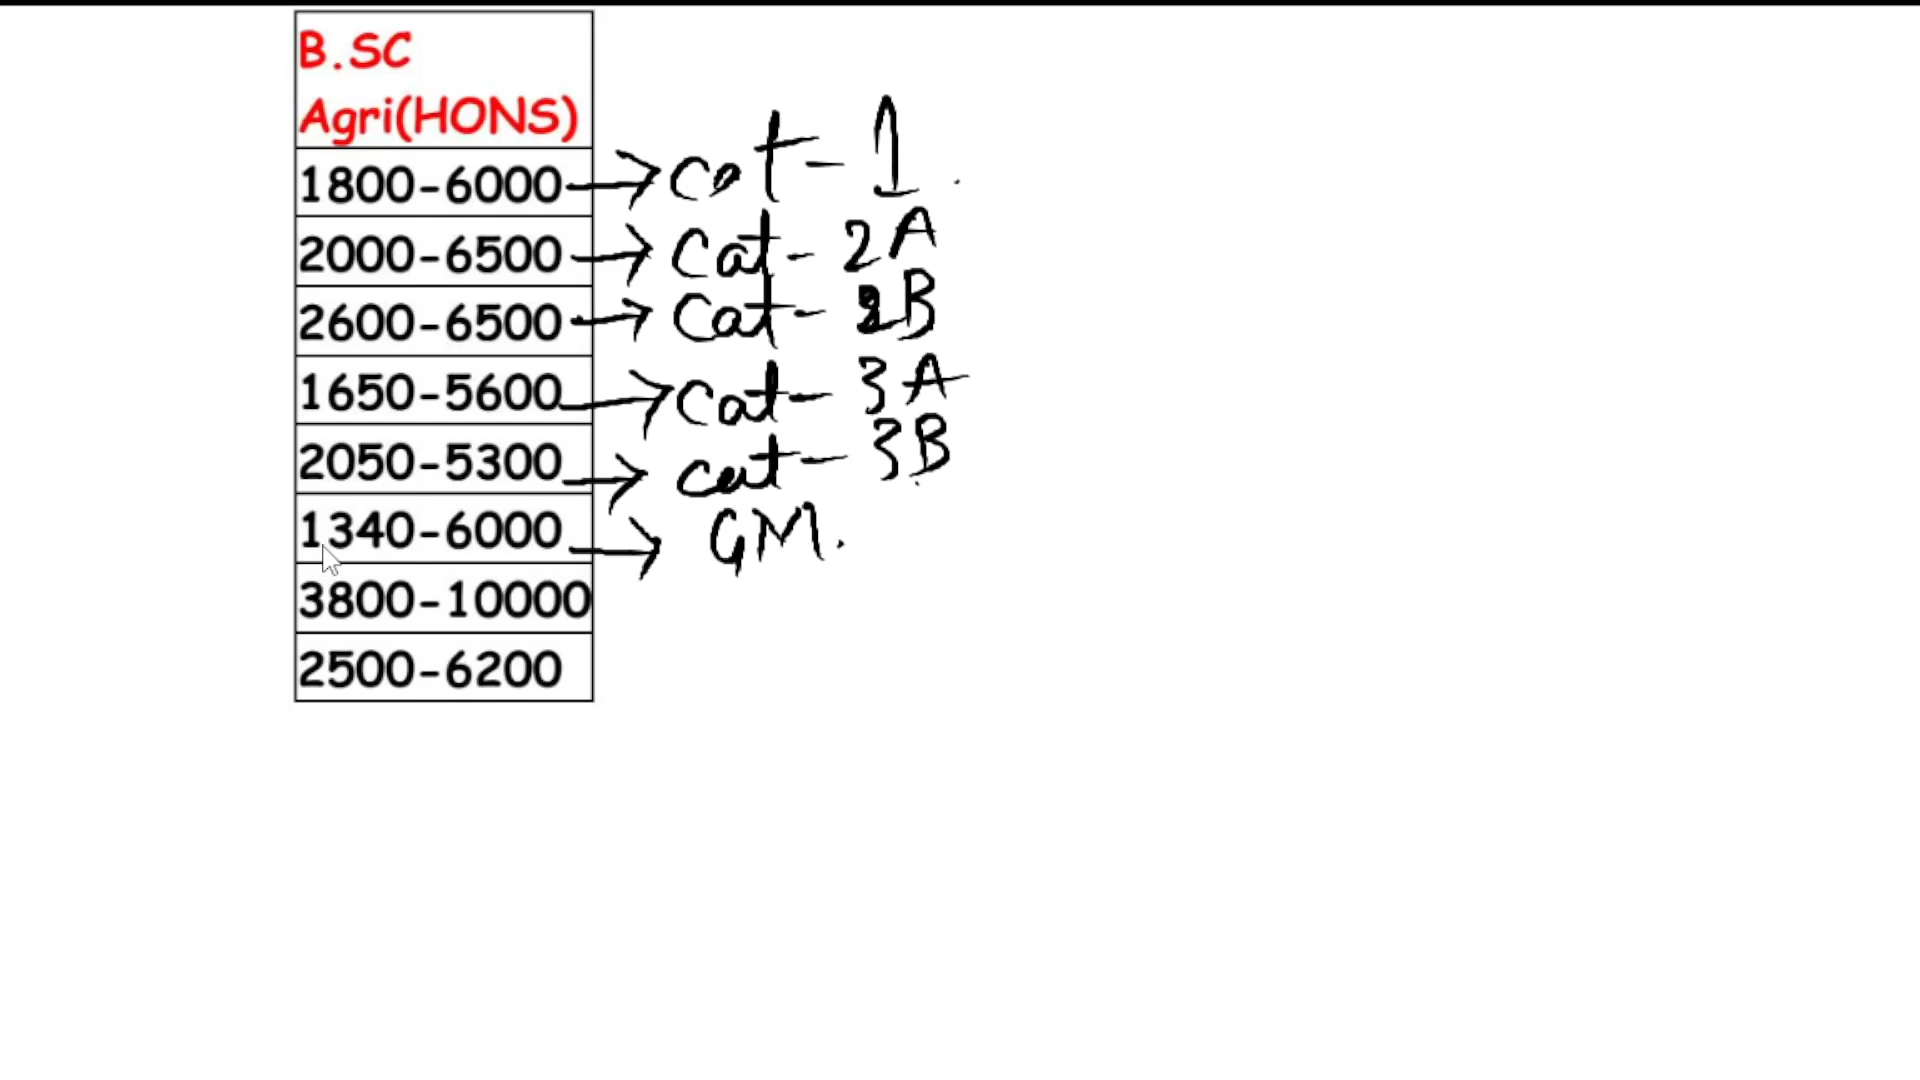 B.SC
Agri(HONS)
1800-6000 → cat - 1
2000-6500 → cat - 2A
2600-6500 → cat - 2B
1650-5600 → cat - 3A
2050-5300 → cat - 3B
1340-6000 → GM.
3800-10000
2500-6200